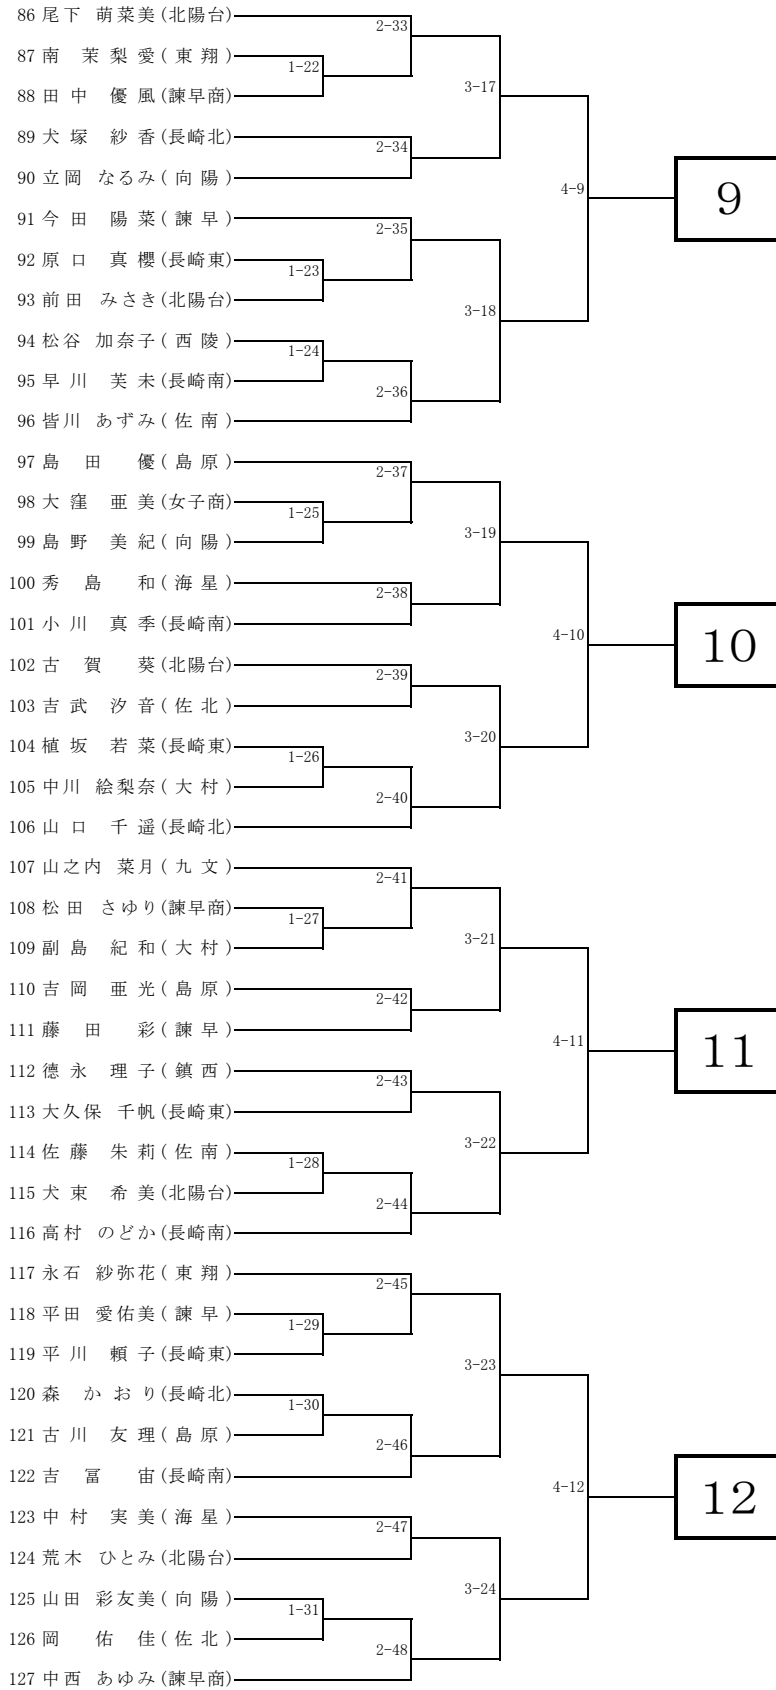 86 尾下 萌菜美(北陽台)
2-33
87 南 茉梨愛(東翔)
1-22
88 田中 優風(諫早商)
3-17
89 犬塚 紗香(長崎北)
2-34
90 立岡 なるみ(向陽)
4-9
9
91 今田 陽菜(諫早)
2-35
92 原口 真櫻(長崎東)
1-23
93 前田 みさき(北陽台)
3-18
94 松谷 加奈子(西陵)
1-24
95 早川 芙未(長崎南)
2-36
96 皆川 あずみ(佐南)
97 島田 優(島原)
2-37
98 大窪 亜美(女子商)
1-25
99 島野 美紀(向陽)
3-19
100 秀島 和(海星)
2-38
101 小川 真季(長崎南)
4-10
10
102 古賀 葵(北陽台)
2-39
103 吉武 汐音(佐北)
3-20
104 植坂 若菜(長崎東)
1-26
105 中川 絵梨奈(大村)
2-40
106 山口 千遥(長崎北)
107 山之内 菜月(九文)
2-41
108 松田 さゆり(諫早商)
1-27
109 副島 紀和(大村)
3-21
110 吉岡 亜光(島原)
2-42
111 藤田 彩(諫早)
4-11
11
112 德永 理子(鎮西)
2-43
113 大久保 千帆(長崎東)
3-22
114 佐藤 朱莉(佐南)
1-28
115 犬束 希美(北陽台)
2-44
116 高村 のどか(長崎南)
117 永石 紗弥花(東翔)
2-45
118 平田 愛佑美(諫早)
1-29
119 平川 頼子(長崎東)
3-23
120 森 かおり(長崎北)
1-30
121 古川 友理(島原)
2-46
122 吉冨 宙(長崎南)
4-12
12
123 中村 実美(海星)
2-47
124 荒木 ひとみ(北陽台)
3-24
125 山田 彩友美(向陽)
1-31
126 岡 佑佳(佐北)
2-48
127 中西 あゆみ(諫早商)